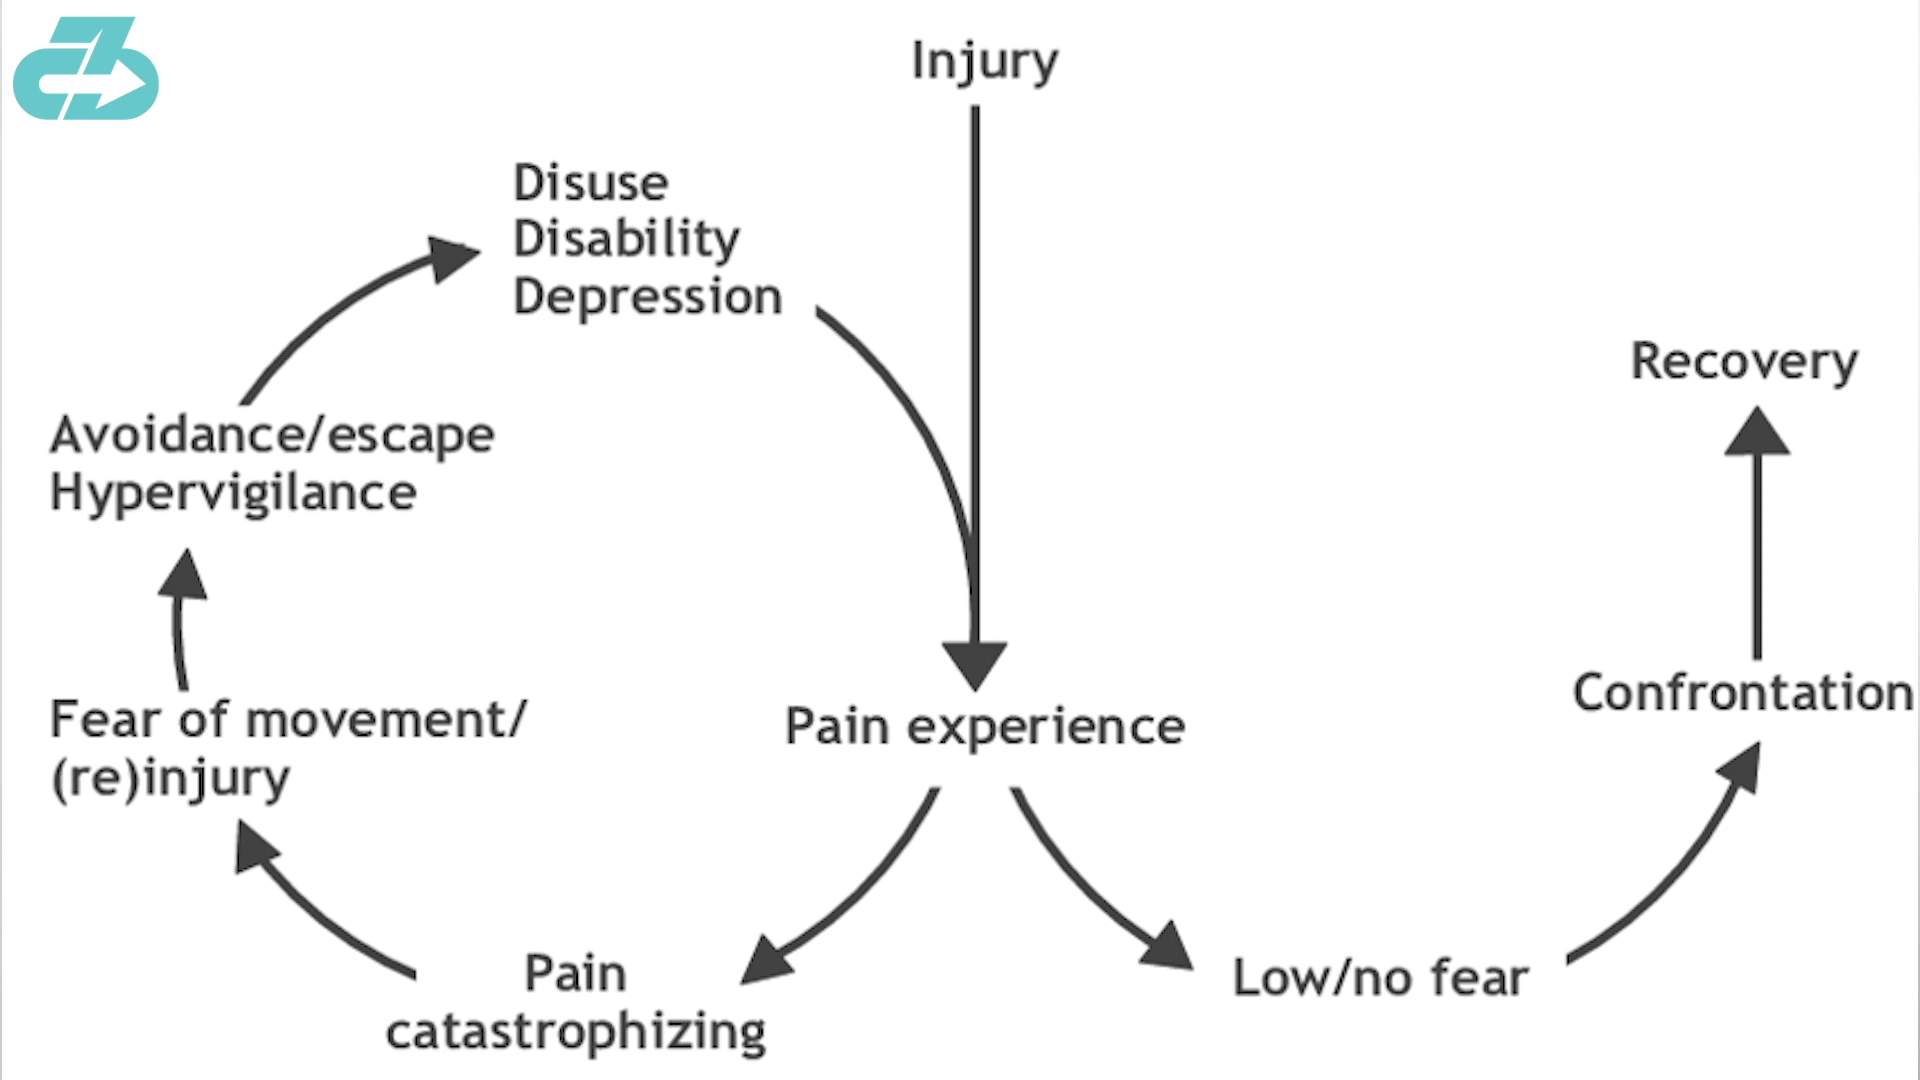 Injury
Disuse
Disability
Depression
Recovery
Avoidance/escape
Hypervigilance
Confrontation
Fear of movement/
(re)injury
Pain experience
Pain
catastrophizing
Low/no fear